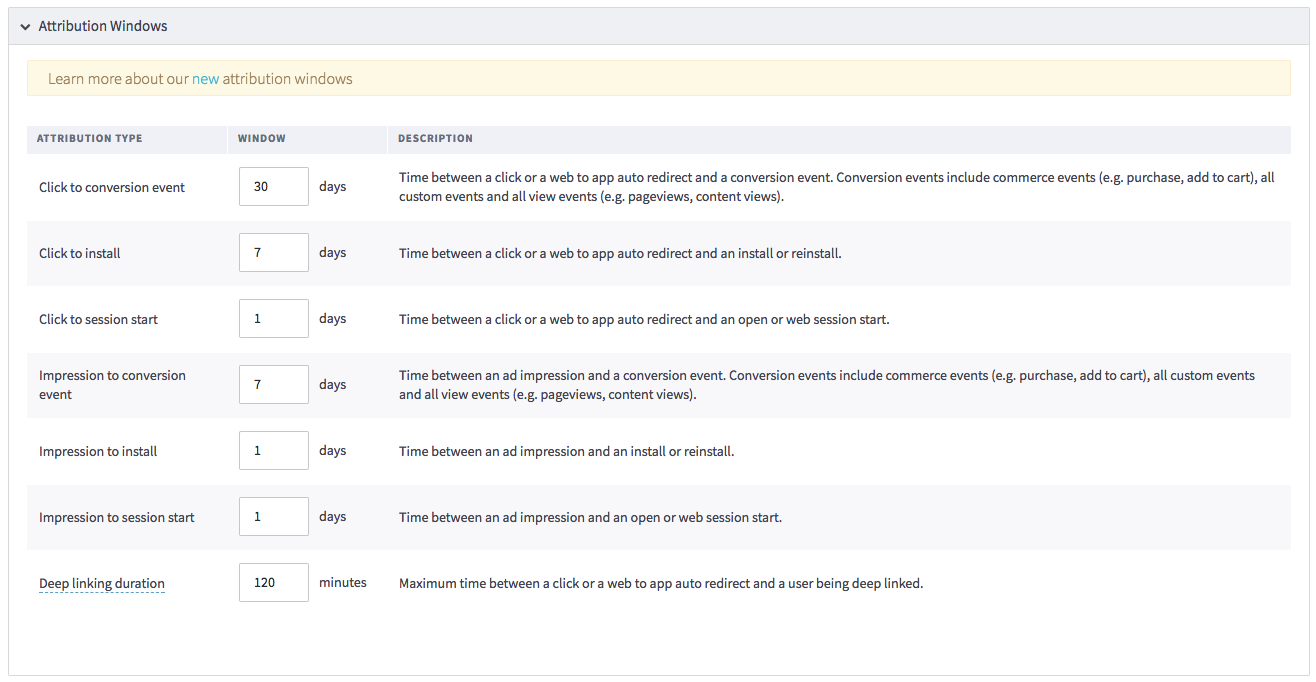 Attribution Windows
Learn more about our new attribution windows
ATTRIBUTION TYPE WINDOW DESCRIPTION
Click to conversion event 30 days Time between a click or a web to app auto redirect and a conversion event. Conversion events include commerce events (e.g. purchase, add to cart), all
custom events and all view events (e.g. pageviews, content views).
Click to install 7 days Time between a click or a web to app auto redirect and an install or reinstall.
Click to session start 1 days Time between a click or a web to app auto redirect and an open or web session start.
Impression to conversion
event
7 days
Time between an ad impression and a conversion event. Conversion events include commerce events (e.g. purchase, add to cart), all custom events
and all view events (e.g. pageviews, content views).
Impression to install 1 days Time between an ad impression and an install or reinstall.
Impression to session start 1 days Time between an ad impression and an open or web session start.
Deep linking duration 120 minutes Maximum time between a click or a web to app auto redirect and a user being deep linked.